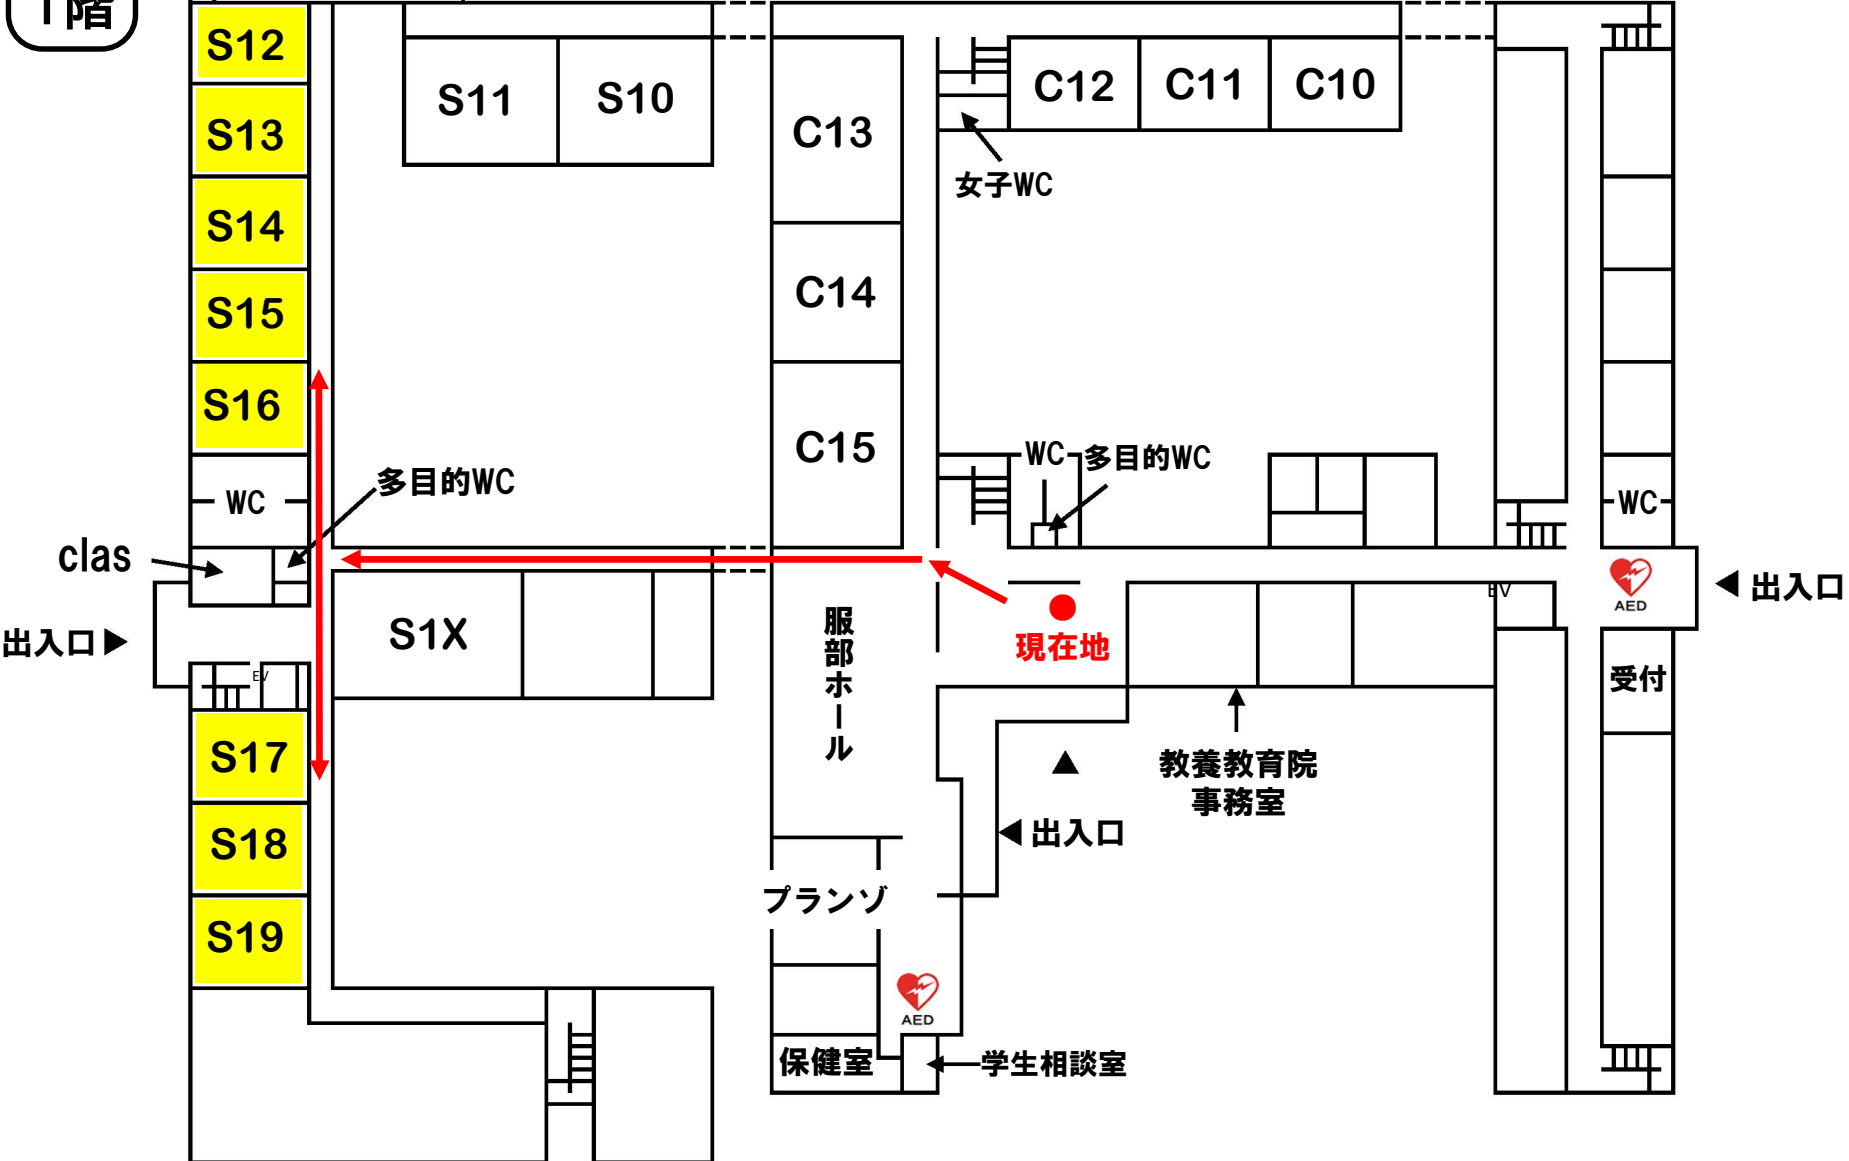 1階
S12
S13
S14
S15
S16
WC
clas
多目的WC
出入口▶
EV
S17
S18
S19
S11
S10
S1X
C13
C14
C15
服部ホール
プランゾ
AED
保健室
学生相談室
C12
C11
C10
女子WC
WC
多目的WC
現在地
▲
◀出入口
教養教育院
事務室
EV
WC
AED
◀出入口
受付